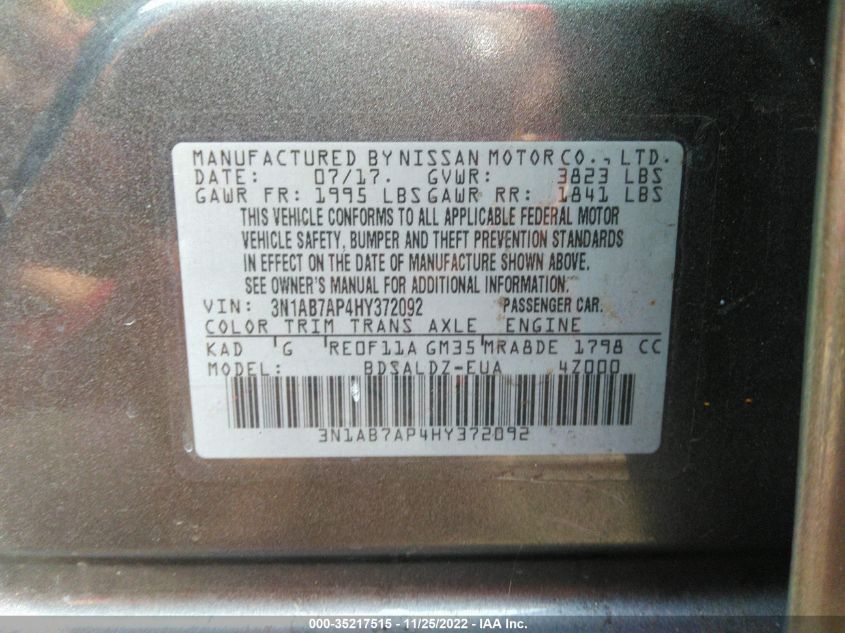 MANUFACTURED BY NISSAN MOTOR CO., LTD.
DATE: 07/17. GVWR: 3823 LBS
GAWR FR: 1995 LBS GAWR RR: 1841 LBS
THIS VEHICLE CONFORMS TO ALL APPLICABLE FEDERAL MOTOR
VEHICLE SAFETY, BUMPER AND THEFT PREVENTION STANDARDS
IN EFFECT ON THE DATE OF MANUFACTURE SHOWN ABOVE.
SEE OWNER'S MANUAL FOR ADDITIONAL INFORMATION.
VIN: 3N1AB7AP4HY372092 PASSENGER CAR.
COLOR TRIM TRANS AXLE ENGINE
KAD G RE0F11A GM35 MRA8DE 1798 CC
MODEL: BDSALDZ-EUA 4Z000
3N1AB7AP4HY372092
000-35217515 - 11/25/2022 - IAA Inc.